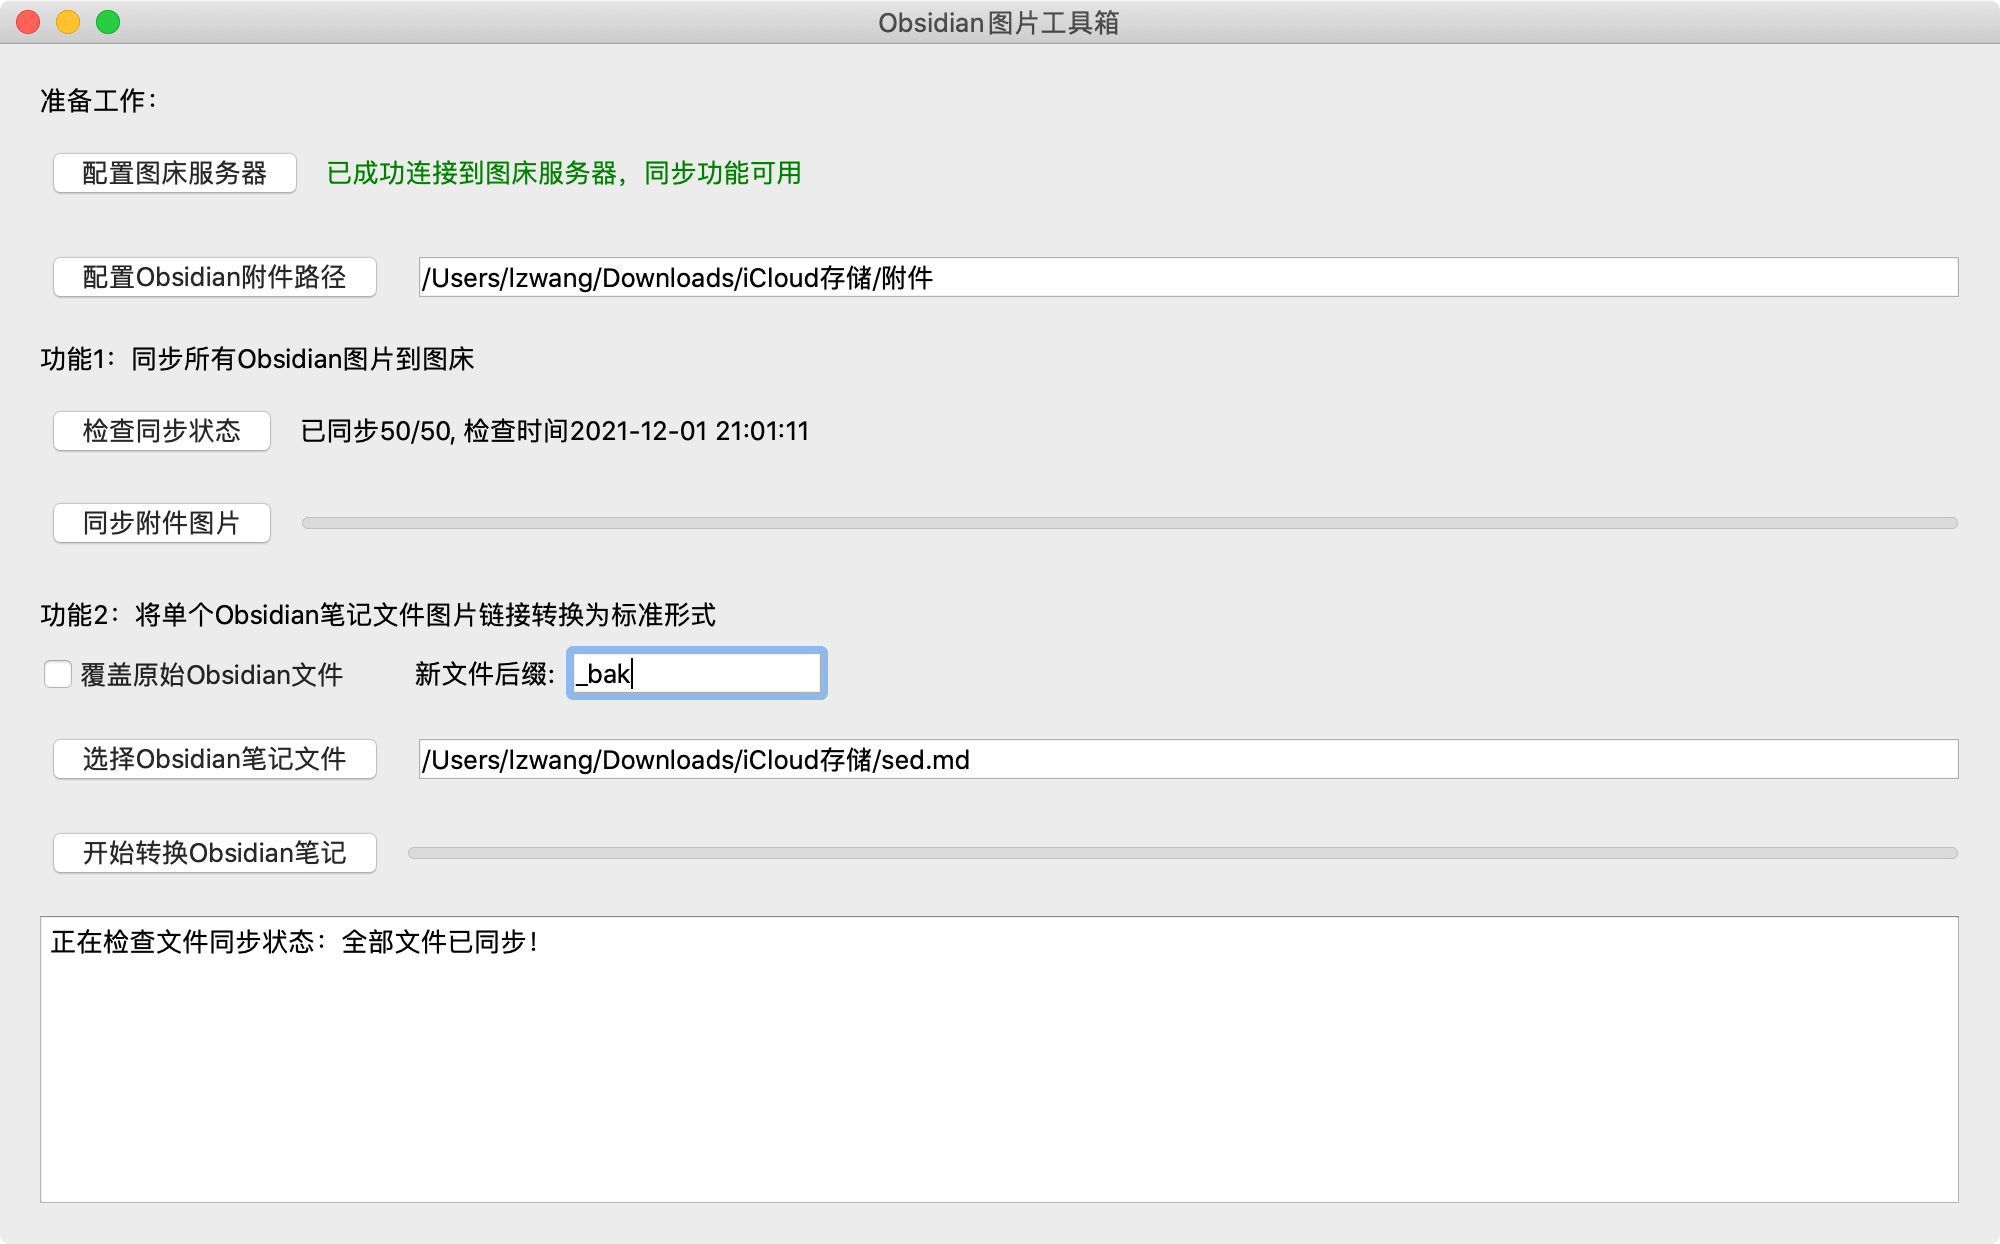 Obsidian图片工具箱
准备工作：
配置图床服务器 已成功连接到图床服务器，同步功能可用
配置Obsidian附件路径 /Users/lzwang/Downloads/iCloud存储/附件
功能1：同步所有Obsidian图片到图床
检查同步状态 已同步50/50, 检查时间2021-12-01 21:01:11
同步附件图片
功能2：将单个Obsidian笔记文件图片链接转换为标准形式
覆盖原始Obsidian文件 新文件后缀: _bak
选择Obsidian笔记文件 /Users/lzwang/Downloads/iCloud存储/sed.md
开始转换Obsidian笔记
正在检查文件同步状态：全部文件已同步！